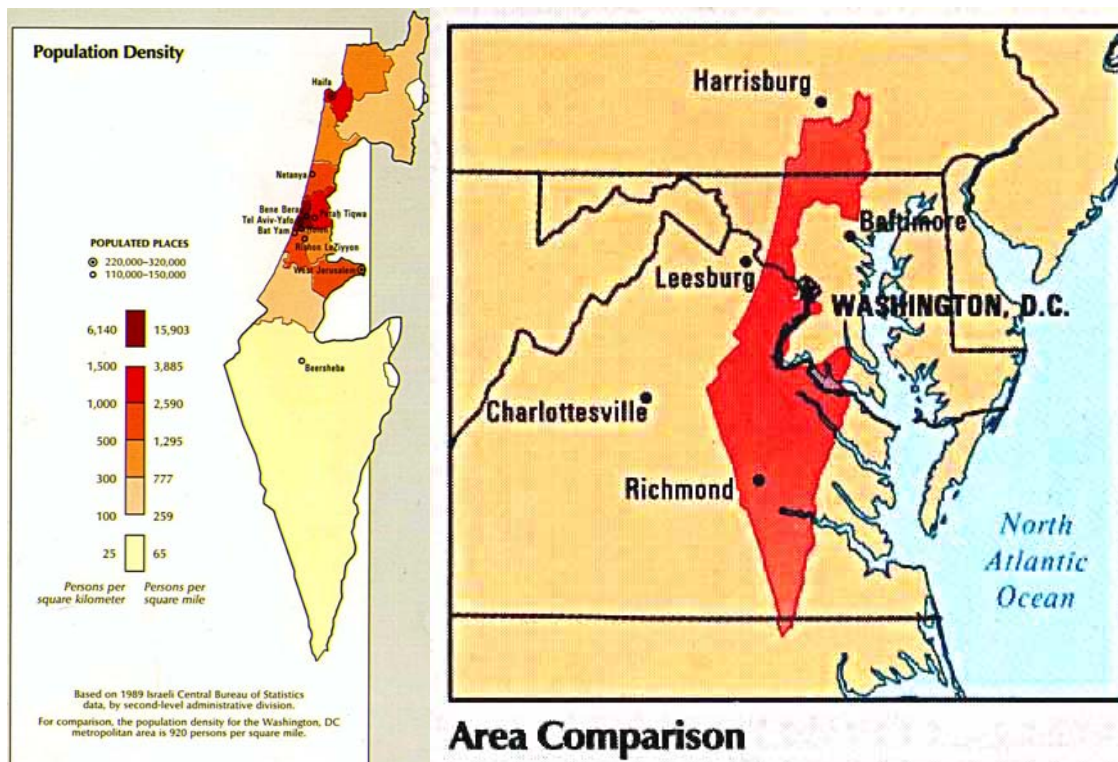 Population Density
Haifa
Netanya
Bene Beraq
Petah Tiqwa
Tel Aviv-Yafo
Bat Yam
Holon
Rishon LeZiyyon
West Jerusalem
Beersheba
POPULATED PLACES
220,000–320,000
110,000–150,000
6,140 15,903
1,500 3,885
1,000 2,590
500 1,295
300 777
100 259
25 65
Persons per square kilometer
Persons per square mile
Based on 1989 Israeli Central Bureau of Statistics
data, by second-level administrative division.
For comparison, the population density for the Washington, DC
metropolitan area is 920 persons per square mile.
Harrisburg
Baltimore
Leesburg
WASHINGTON, D.C.
Charlottesville
Richmond
North
Atlantic
Ocean
Area Comparison